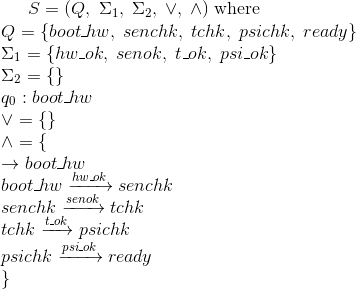 S = (Q, Σ₁, Σ₂, ∨, ∧) where
Q = {boot_hw, senchk, tchk, psichk, ready}
Σ₁ = {hw_ok, senok, t_ok, psi_ok}
Σ₂ = {}
q₀ : boot_hw
∨ = {}
∧ = {
→ boot_hw
boot_hw —hw_ok→ senchk
senchk —senok→ tchk
tchk —t_ok→ psichk
psichk —psi_ok→ ready
}